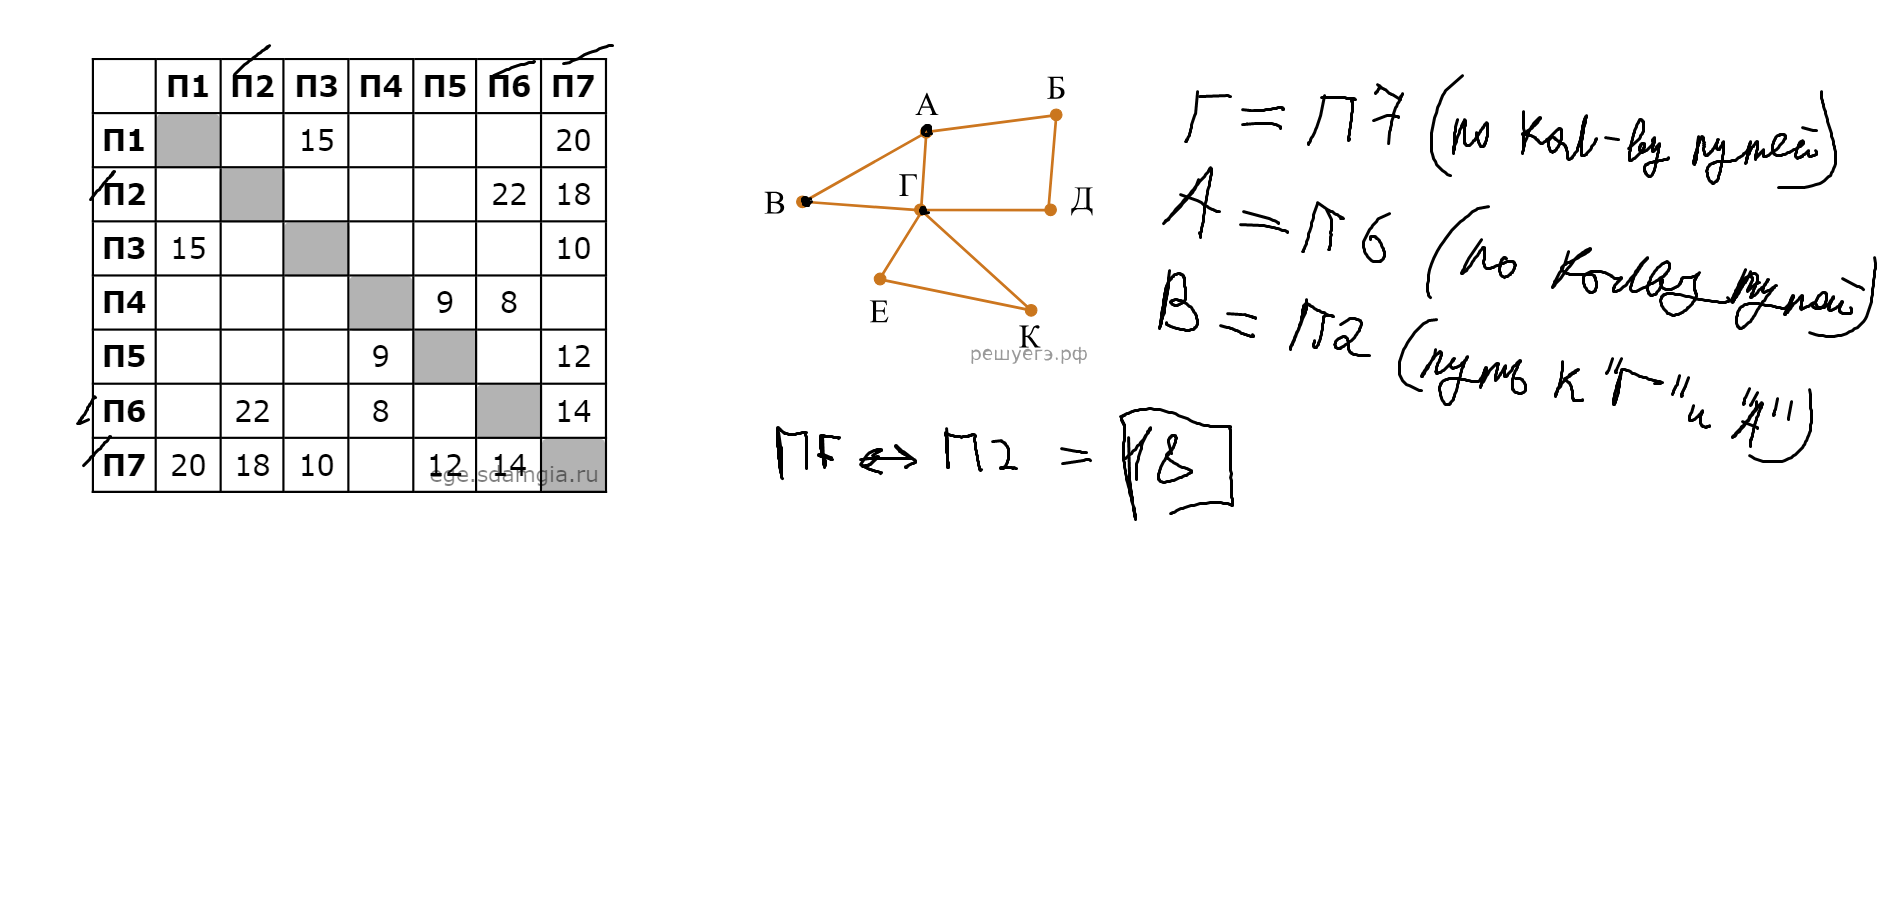 П1 П2 П3 П4 П5 П6 П7
П1 15 20
П2 22 18
П3 15 10
П4 9 8
П5 9 12
П6 22 8 14
П7 20 18 10 12 14
ege.sdamgia.ru
А
Б
В
Г
Д
Е
К
решуегэ.рф
Г = П7 (по кол-ву путей)
А = П6 (по колву путей)
В = П2 (путь к "Г" и "А")
П7 ↔ П2 = 18